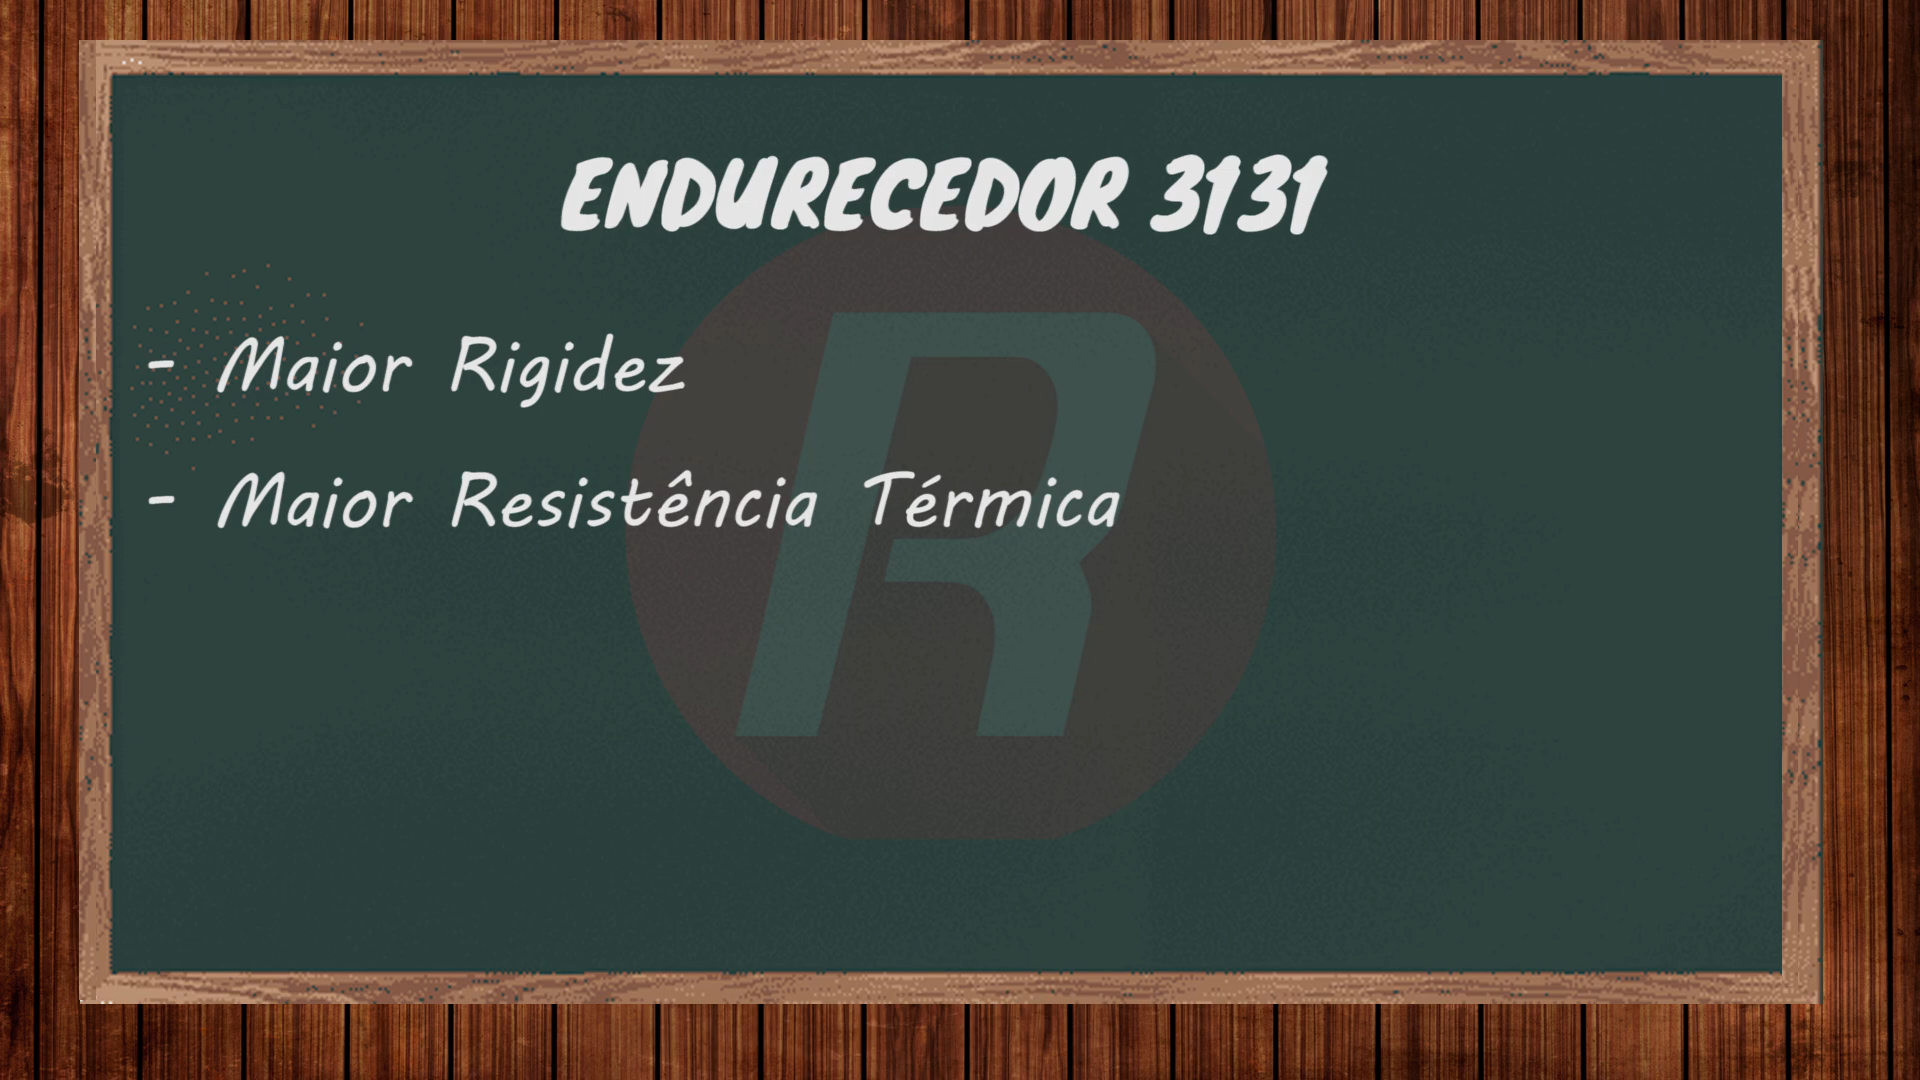 ENDURECEDOR 3131
- Maior Rigidez
- Maior Resistência Térmica
R